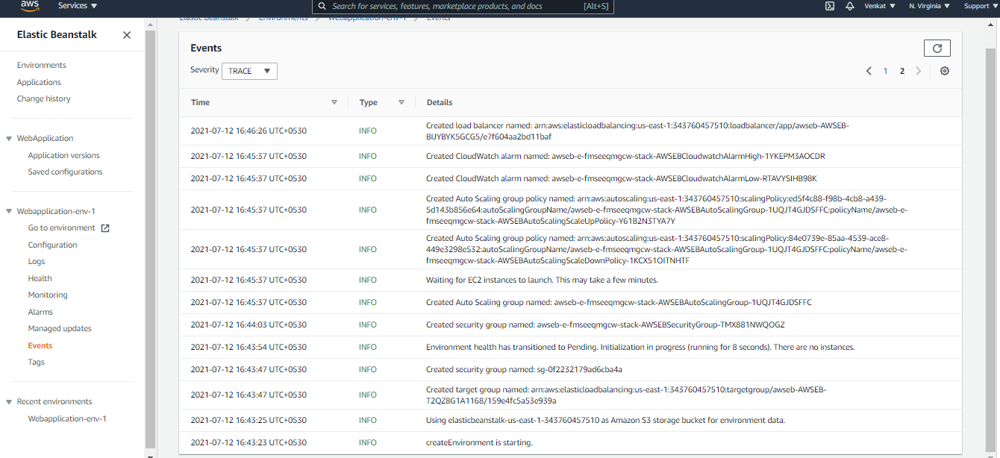 aws
Services
Search for services, features, marketplace products, and docs
[Alt+S]
Venkat
N. Virginia
Support
Elastic Beanstalk
Environments
Webapplication-env-1
Events
Elastic Beanstalk
Environments
Applications
Change history
WebApplication
Application versions
Saved configurations
Webapplication-env-1
Go to environment
Configuration
Logs
Health
Monitoring
Alarms
Managed updates
Events
Tags
Recent environments
Webapplication-env-1
Events
Severity
TRACE
1
2
Time
Type
Details
2021-07-12 16:46:26 UTC+0530
INFO
Created load balancer named: arn:aws:elasticloadbalancing:us-east-1:343760457510:loadbalancer/app/awseb-AWSEB-
BIJYBYK5GCG5/e7f604aa2bd11baf
2021-07-12 16:45:37 UTC+0530
INFO
Created CloudWatch alarm named: awseb-e-fmseeqmgcw-stack-AWSEBCloudwatchAlarmHigh-1YKEPM3AOCDR
2021-07-12 16:45:37 UTC+0530
INFO
Created CloudWatch alarm named: awseb-e-fmseeqmgcw-stack-AWSEBCloudwatchAlarmLow-RTAVYSIHB98K
2021-07-12 16:45:37 UTC+0530
INFO
Created Auto Scaling group policy named: arn:aws:autoscaling:us-east-1:343760457510:scalingPolicy:ed5f4c88-f98b-4cb8-a439-
5d143b856e64:autoScalingGroupName/awseb-e-fmseeqmgcw-stack-AWSEBAutoScalingGroup-1UQJT4GJDSFFC:policyName/awseb-e-
fmseeqmgcw-stack-AWSEBAutoScalingScaleUpPolicy-Y61B2N3TYA7Y
2021-07-12 16:45:37 UTC+0530
INFO
Created Auto Scaling group policy named: arn:aws:autoscaling:us-east-1:343760457510:scalingPolicy:84e0739e-85aa-4539-ace8-
449e3298e532:autoScalingGroupName/awseb-e-fmseeqmgcw-stack-AWSEBAutoScalingGroup-1UQJT4GJDSFFC:policyName/awseb-e-
fmseeqmgcw-stack-AWSEBAutoScalingScaleDownPolicy-1KCX51OITNHTF
2021-07-12 16:45:37 UTC+0530
INFO
Waiting for EC2 instances to launch. This may take a few minutes.
2021-07-12 16:45:37 UTC+0530
INFO
Created Auto Scaling group named: awseb-e-fmseeqmgcw-stack-AWSEBAutoScalingGroup-1UQJT4GJDSFFC
2021-07-12 16:44:03 UTC+0530
INFO
Created security group named: awseb-e-fmseeqmgcw-stack-AWSEBSecurityGroup-TMX881NWQOGZ
2021-07-12 16:43:54 UTC+0530
INFO
Environment health has transitioned to Pending. Initialization in progress (running for 8 seconds). There are no instances.
2021-07-12 16:43:47 UTC+0530
INFO
Created security group named: sg-0f2232179ad6cba4a
2021-07-12 16:43:47 UTC+0530
INFO
Created target group named: arn:aws:elasticloadbalancing:us-east-1:343760457510:targetgroup/awseb-AWSEB-
T2QZ8G1A1168/159e4fc5a53e939a
2021-07-12 16:43:25 UTC+0530
INFO
Using elasticbeanstalk-us-east-1-343760457510 as Amazon S3 storage bucket for environment data.
2021-07-12 16:43:23 UTC+0530
INFO
createEnvironment is starting.